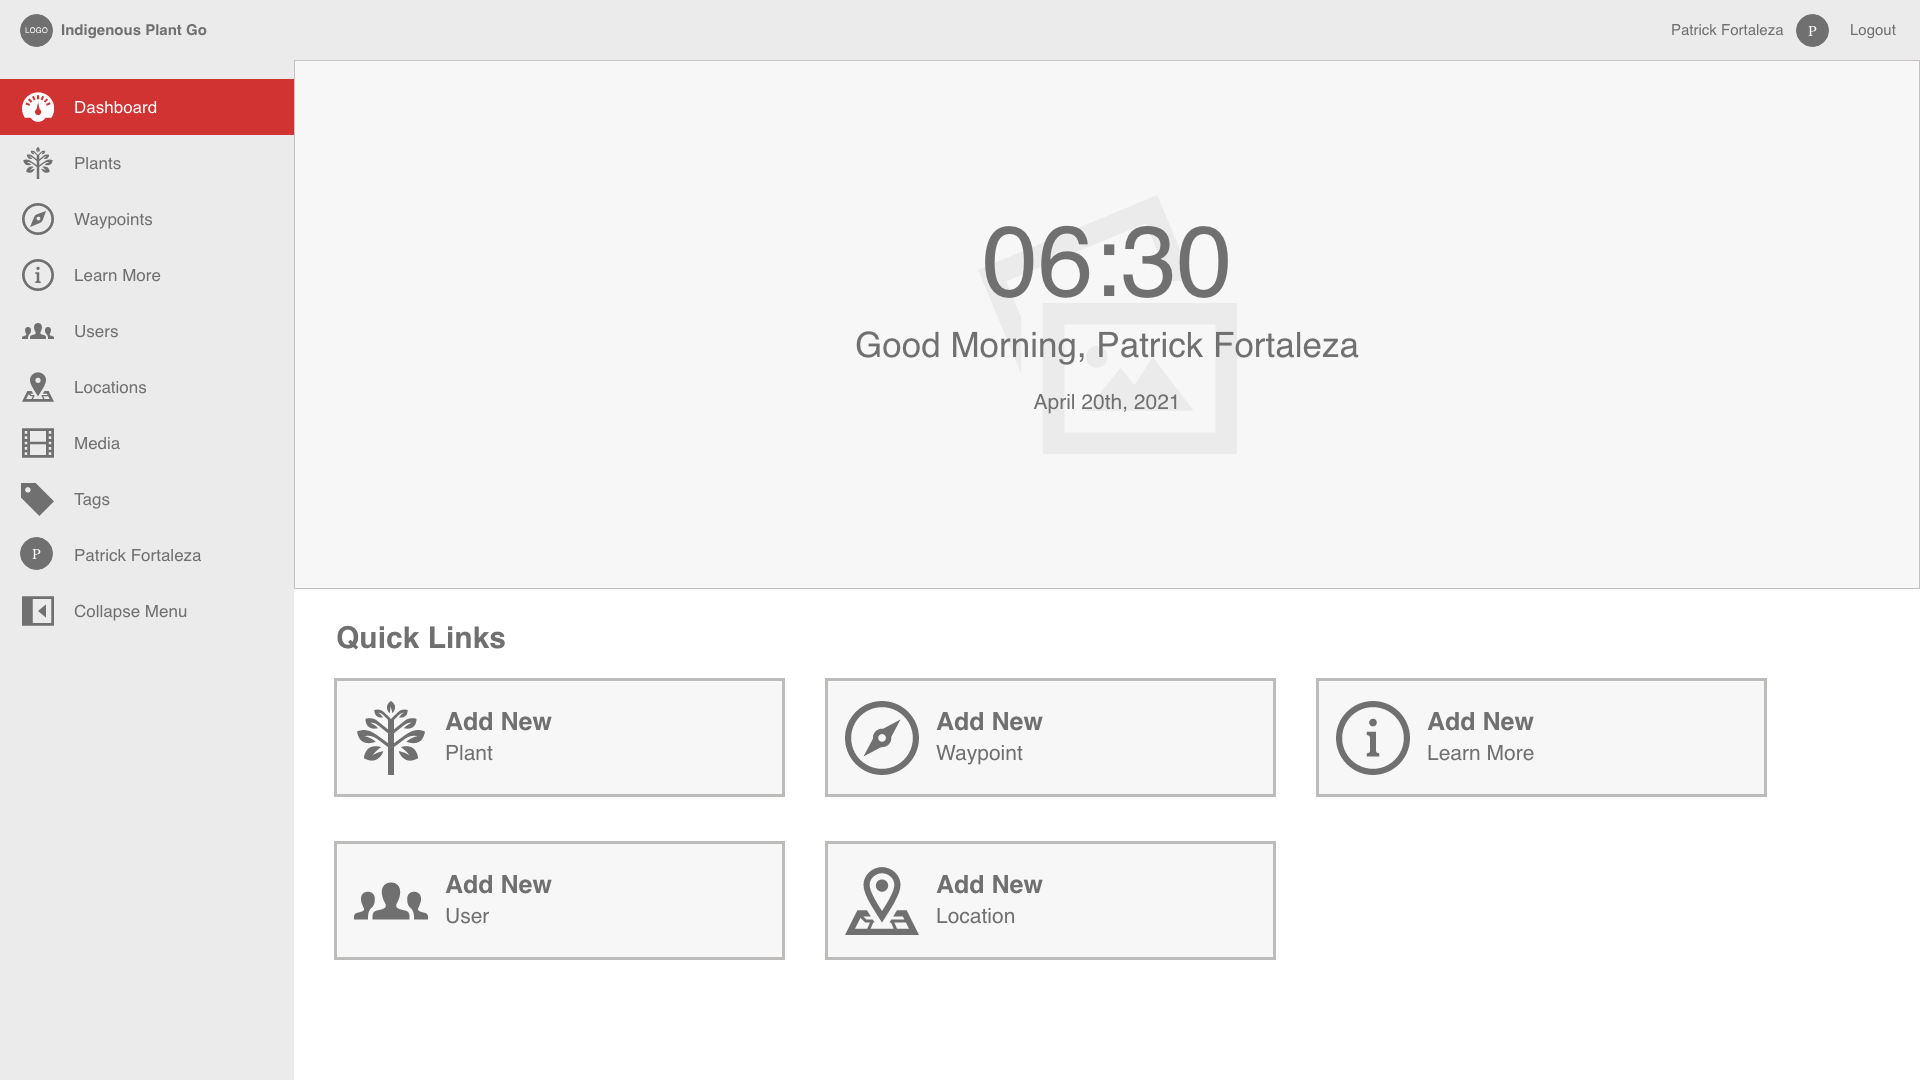 LOGO Indigenous Plant Go
Patrick Fortaleza P Logout
Dashboard
Plants
Waypoints
Learn More
Users
Locations
Media
Tags
P Patrick Fortaleza
Collapse Menu
06:30
Good Morning, Patrick Fortaleza
April 20th, 2021
Quick Links
Add New
Plant
Add New
Waypoint
Add New
Learn More
Add New
User
Add New
Location